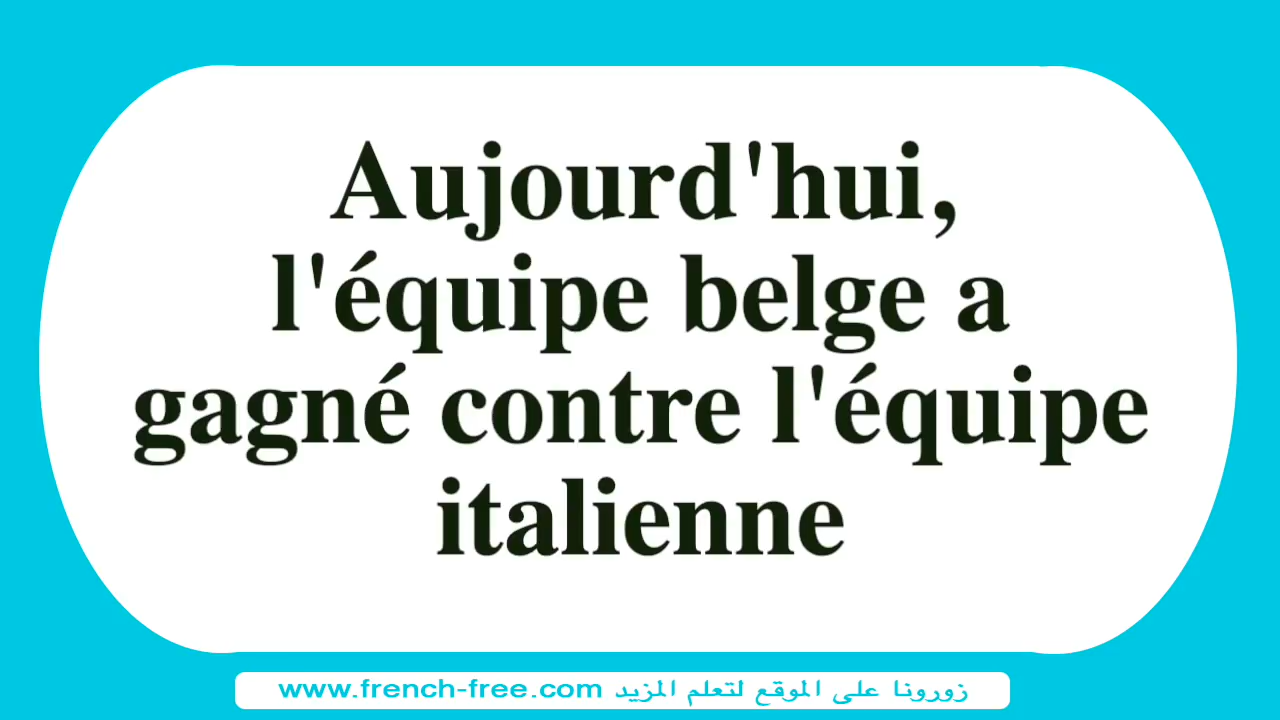 Aujourd'hui,
l'équipe belge a
gagné contre l'équipe
italienne
زورونا على الموقع لتعلم المزيد www.french-free.com